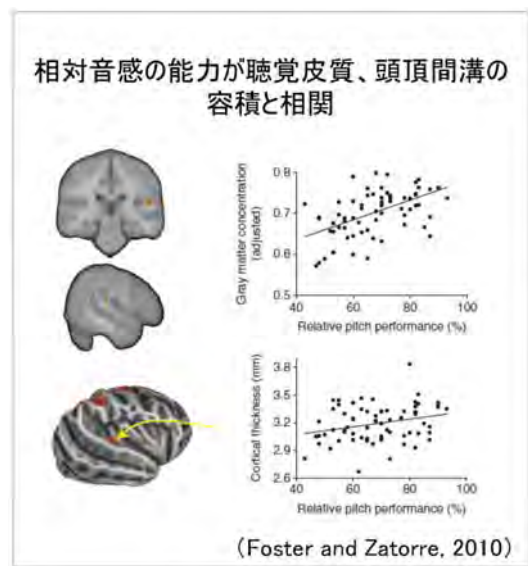 相対音感の能力が聴覚皮質、頭頂間溝の
容積と相関
Gray matter concentration
(adjusted)
0.8
0.7
0.6
0.5
40
60
80
100
Relative pitch performance (%)
Cortical thickness (mm)
3.8
3.4
3.2
2.9
2.6
40
60
80
100
Relative pitch performance (%)
(Foster and Zatorre, 2010)